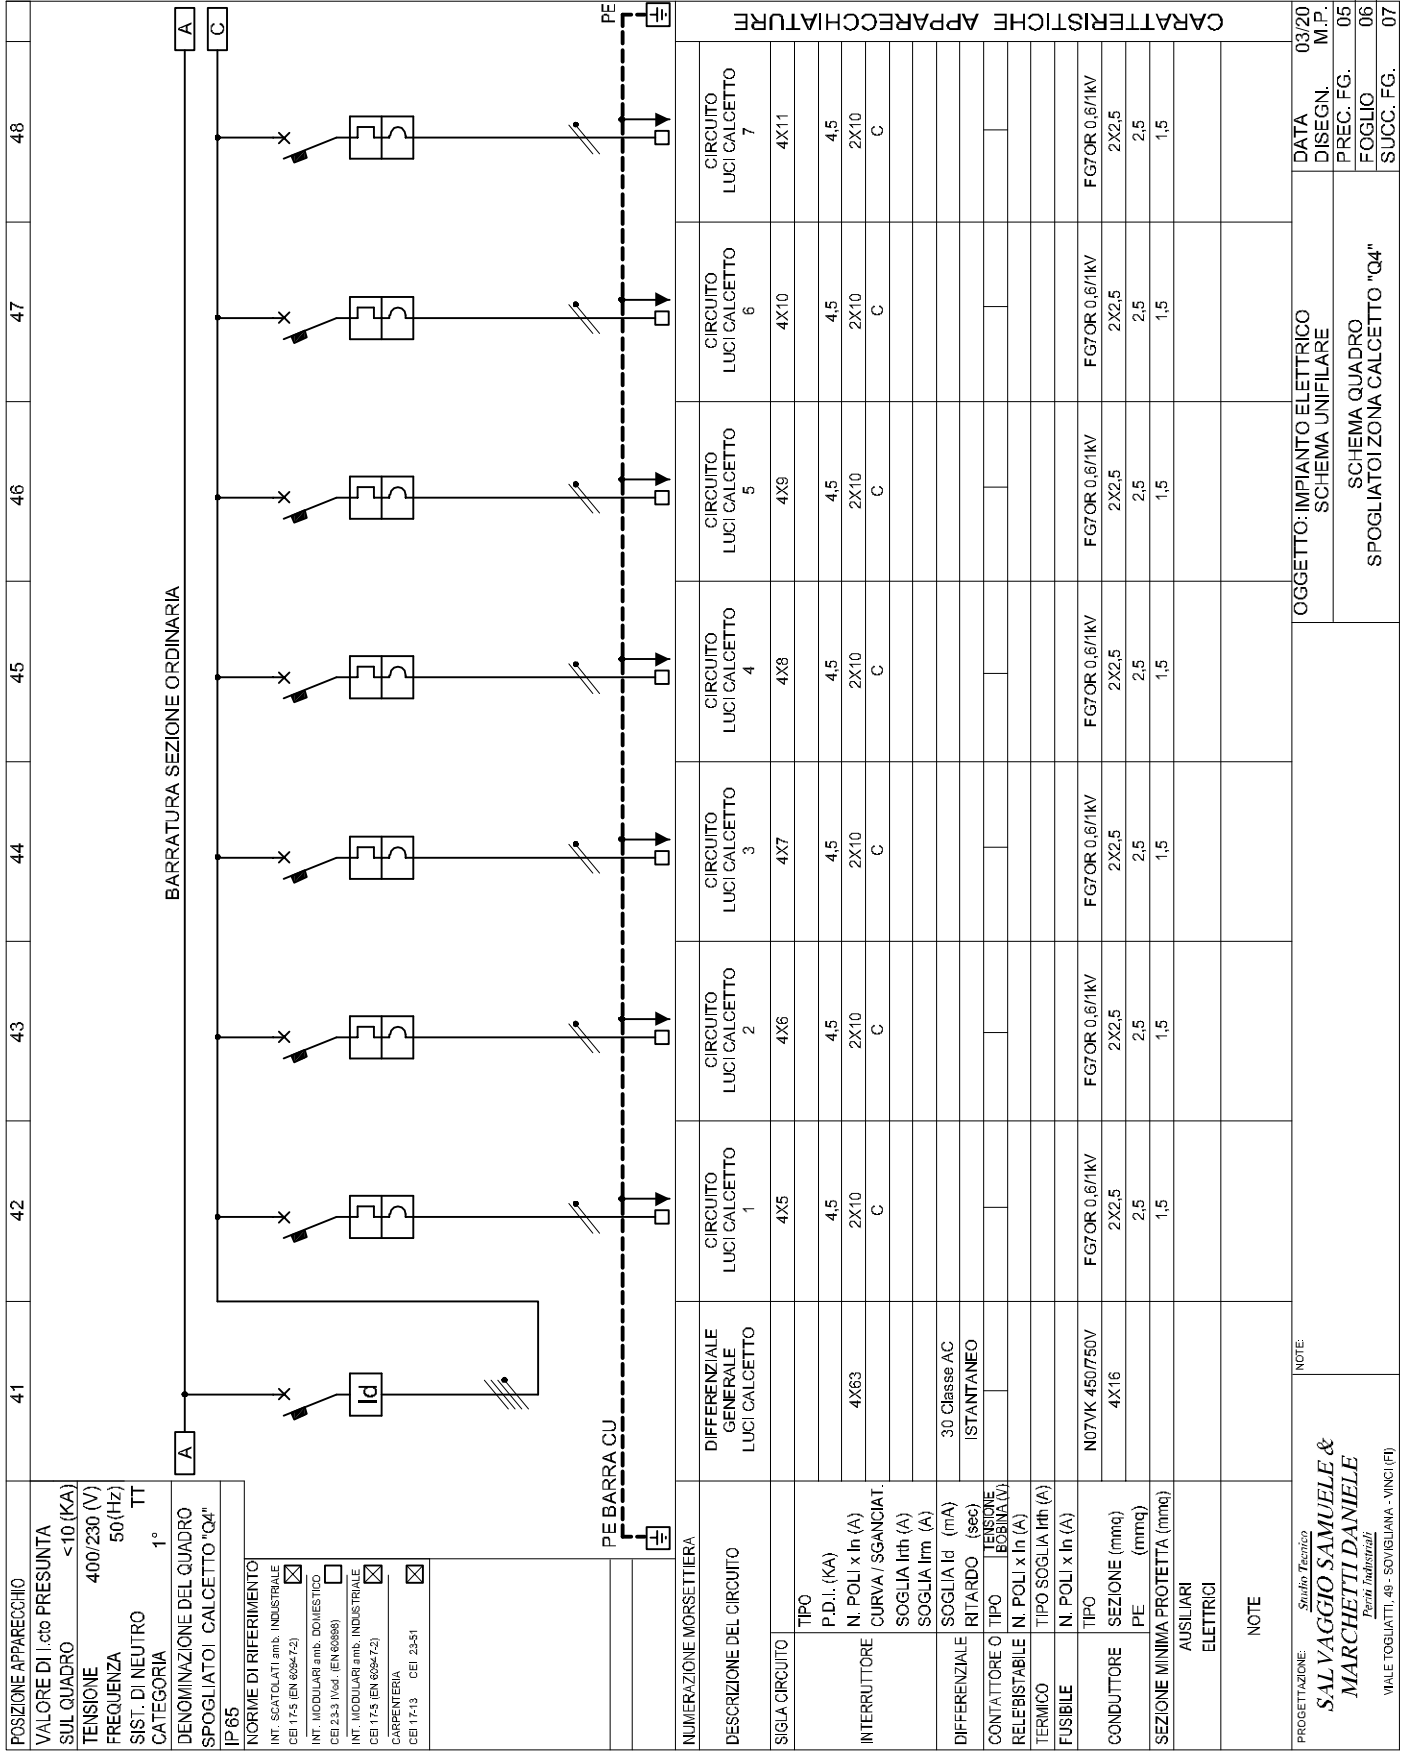 POSIZIONE APPARECCHIO 41 42 43 44 45 46 47 48
VALORE DI I.cto PRESUNTA
SUL QUADRO <10 (KA)
TENSIONE 400/230 (V)
FREQUENZA 50(Hz)
SIST. DI NEUTRO TT
CATEGORIA 1°
DENOMINAZIONE DEL QUADRO
SPOGLIATOI CALCETTO"Q4"
IP 65
NORME DI RIFERIMENTO
INT. SCATOLATI amb. INDUSTRIALE
CEI 17-5 (EN 60947-2)
INT. MODULARI amb. DOMESTICO
CEI 23-3 IVed. (EN 60898)
INT. MODULARI amb. INDUSTRIALE
CEI 17-5 (EN 60947-2)
CARPENTERIA
CEI 17-13 CEI 23-51
BARRATURA SEZIONE ORDINARIA
A
A
C
Id
PE BARRA CU
PE
NUMERAZIONE MORSETTIERA
DESCRIZIONE DEL CIRCUITO
DIFFERENZIALE
GENERALE
LUCI CALCETTO
CIRCUITO
LUCI CALCETTO
1
CIRCUITO
LUCI CALCETTO
2
CIRCUITO
LUCI CALCETTO
3
CIRCUITO
LUCI CALCETTO
4
CIRCUITO
LUCI CALCETTO
5
CIRCUITO
LUCI CALCETTO
6
CIRCUITO
LUCI CALCETTO
7
SIGLA CIRCUITO 4X5 4X6 4X7 4X8 4X9 4X10 4X11
INTERRUTTORE
TIPO
P.D.I. (KA) 4,5 4,5 4,5 4,5 4,5 4,5 4,5
N. POLI x In (A) 4X63 2X10 2X10 2X10 2X10 2X10 2X10 2X10
CURVA / SGANCIAT. C C C C C C C
SOGLIA Irth (A)
SOGLIA Irm (A)
DIFFERENZIALE
SOGLIA Id (mA) 30 Classe AC
RITARDO (sec) ISTANTANEO
CONTATTORE O
RELE'BISTABILE
TIPO
TENSIONE
BOBINA (V)
N. POLI x In (A)
TERMICO TIPO SOGLIA Irth (A)
FUSIBILE N. POLI x In (A)
CONDUTTORE
TIPO N07VK 450/750V FG7OR 0,6/1kV FG7OR 0,6/1kV FG7OR 0,6/1kV FG7OR 0,6/1kV FG7OR 0,6/1kV FG7OR 0,6/1kV FG7OR 0,6/1kV
SEZIONE (mmq) 4X16 2X2,5 2X2,5 2X2,5 2X2,5 2X2,5 2X2,5 2X2,5
PE (mmq) 2,5 2,5 2,5 2,5 2,5 2,5 2,5
SEZIONE MINIMA PROTETTA (mmq) 1,5 1,5 1,5 1,5 1,5 1,5 1,5
AUSILIARI
ELETTRICI
NOTE
CARATTERISTICHE APPARECCHIATURE
PROGETTAZIONE:
Studio Tecnico
SALVAGGIO SAMUELE &
MARCHETTI DANIELE
Periti Industriali
VIALE TOGLIATTI, 49 - SOVIGLIANA - VINCI (FI)
NOTE:
OGGETTO: IMPIANTO ELETTRICO
SCHEMA UNIFILARE
SCHEMA QUADRO
SPOGLIATOI ZONA CALCETTO "Q4"
DATA 03/20
DISEGN. M.P.
PREC. FG. 05
FOGLIO 06
SUCC. FG. 07